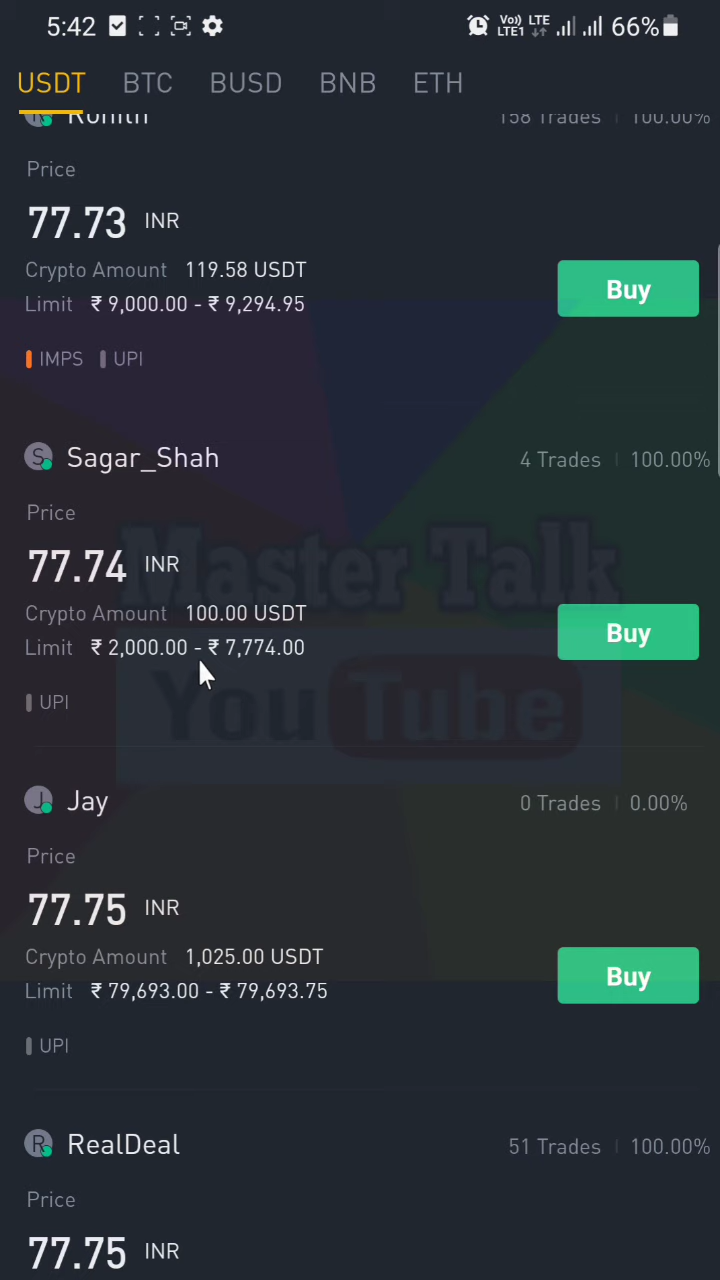 5:42 Vo) LTE1 LTE 66%
USDT BTC BUSD BNB ETH
Rohith 158 Trades 100.00%
Price
77.73 INR
Crypto Amount 119.58 USDT
Limit ₹ 9,000.00 - ₹ 9,294.95
Buy
IMPS UPI
S Sagar_Shah 4 Trades 100.00%
Price
77.74 INR
Crypto Amount 100.00 USDT
Limit ₹ 2,000.00 - ₹ 7,774.00
Buy
UPI
Master Talk
YouTube
J Jay 0 Trades 0.00%
Price
77.75 INR
Crypto Amount 1,025.00 USDT
Limit ₹ 79,693.00 - ₹ 79,693.75
Buy
UPI
R RealDeal 51 Trades 100.00%
Price
77.75 INR